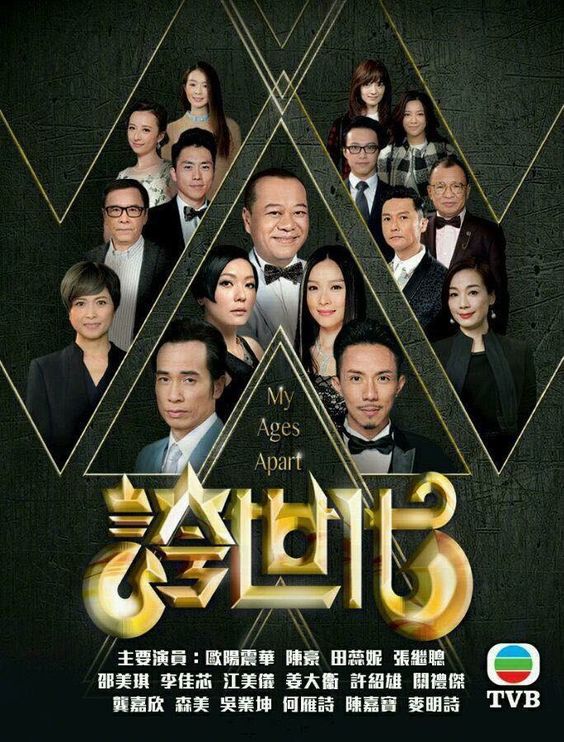 My
Ages
Apart
誇世代
主要演員：歐陽震華 陳豪 田蕊妮 張繼聰
邵美琪 李佳芯 江美儀 姜大衞 許紹雄 關禮傑
龔嘉欣 森美 吳業坤 何雁詩 陳嘉寶 麥明詩
TVB